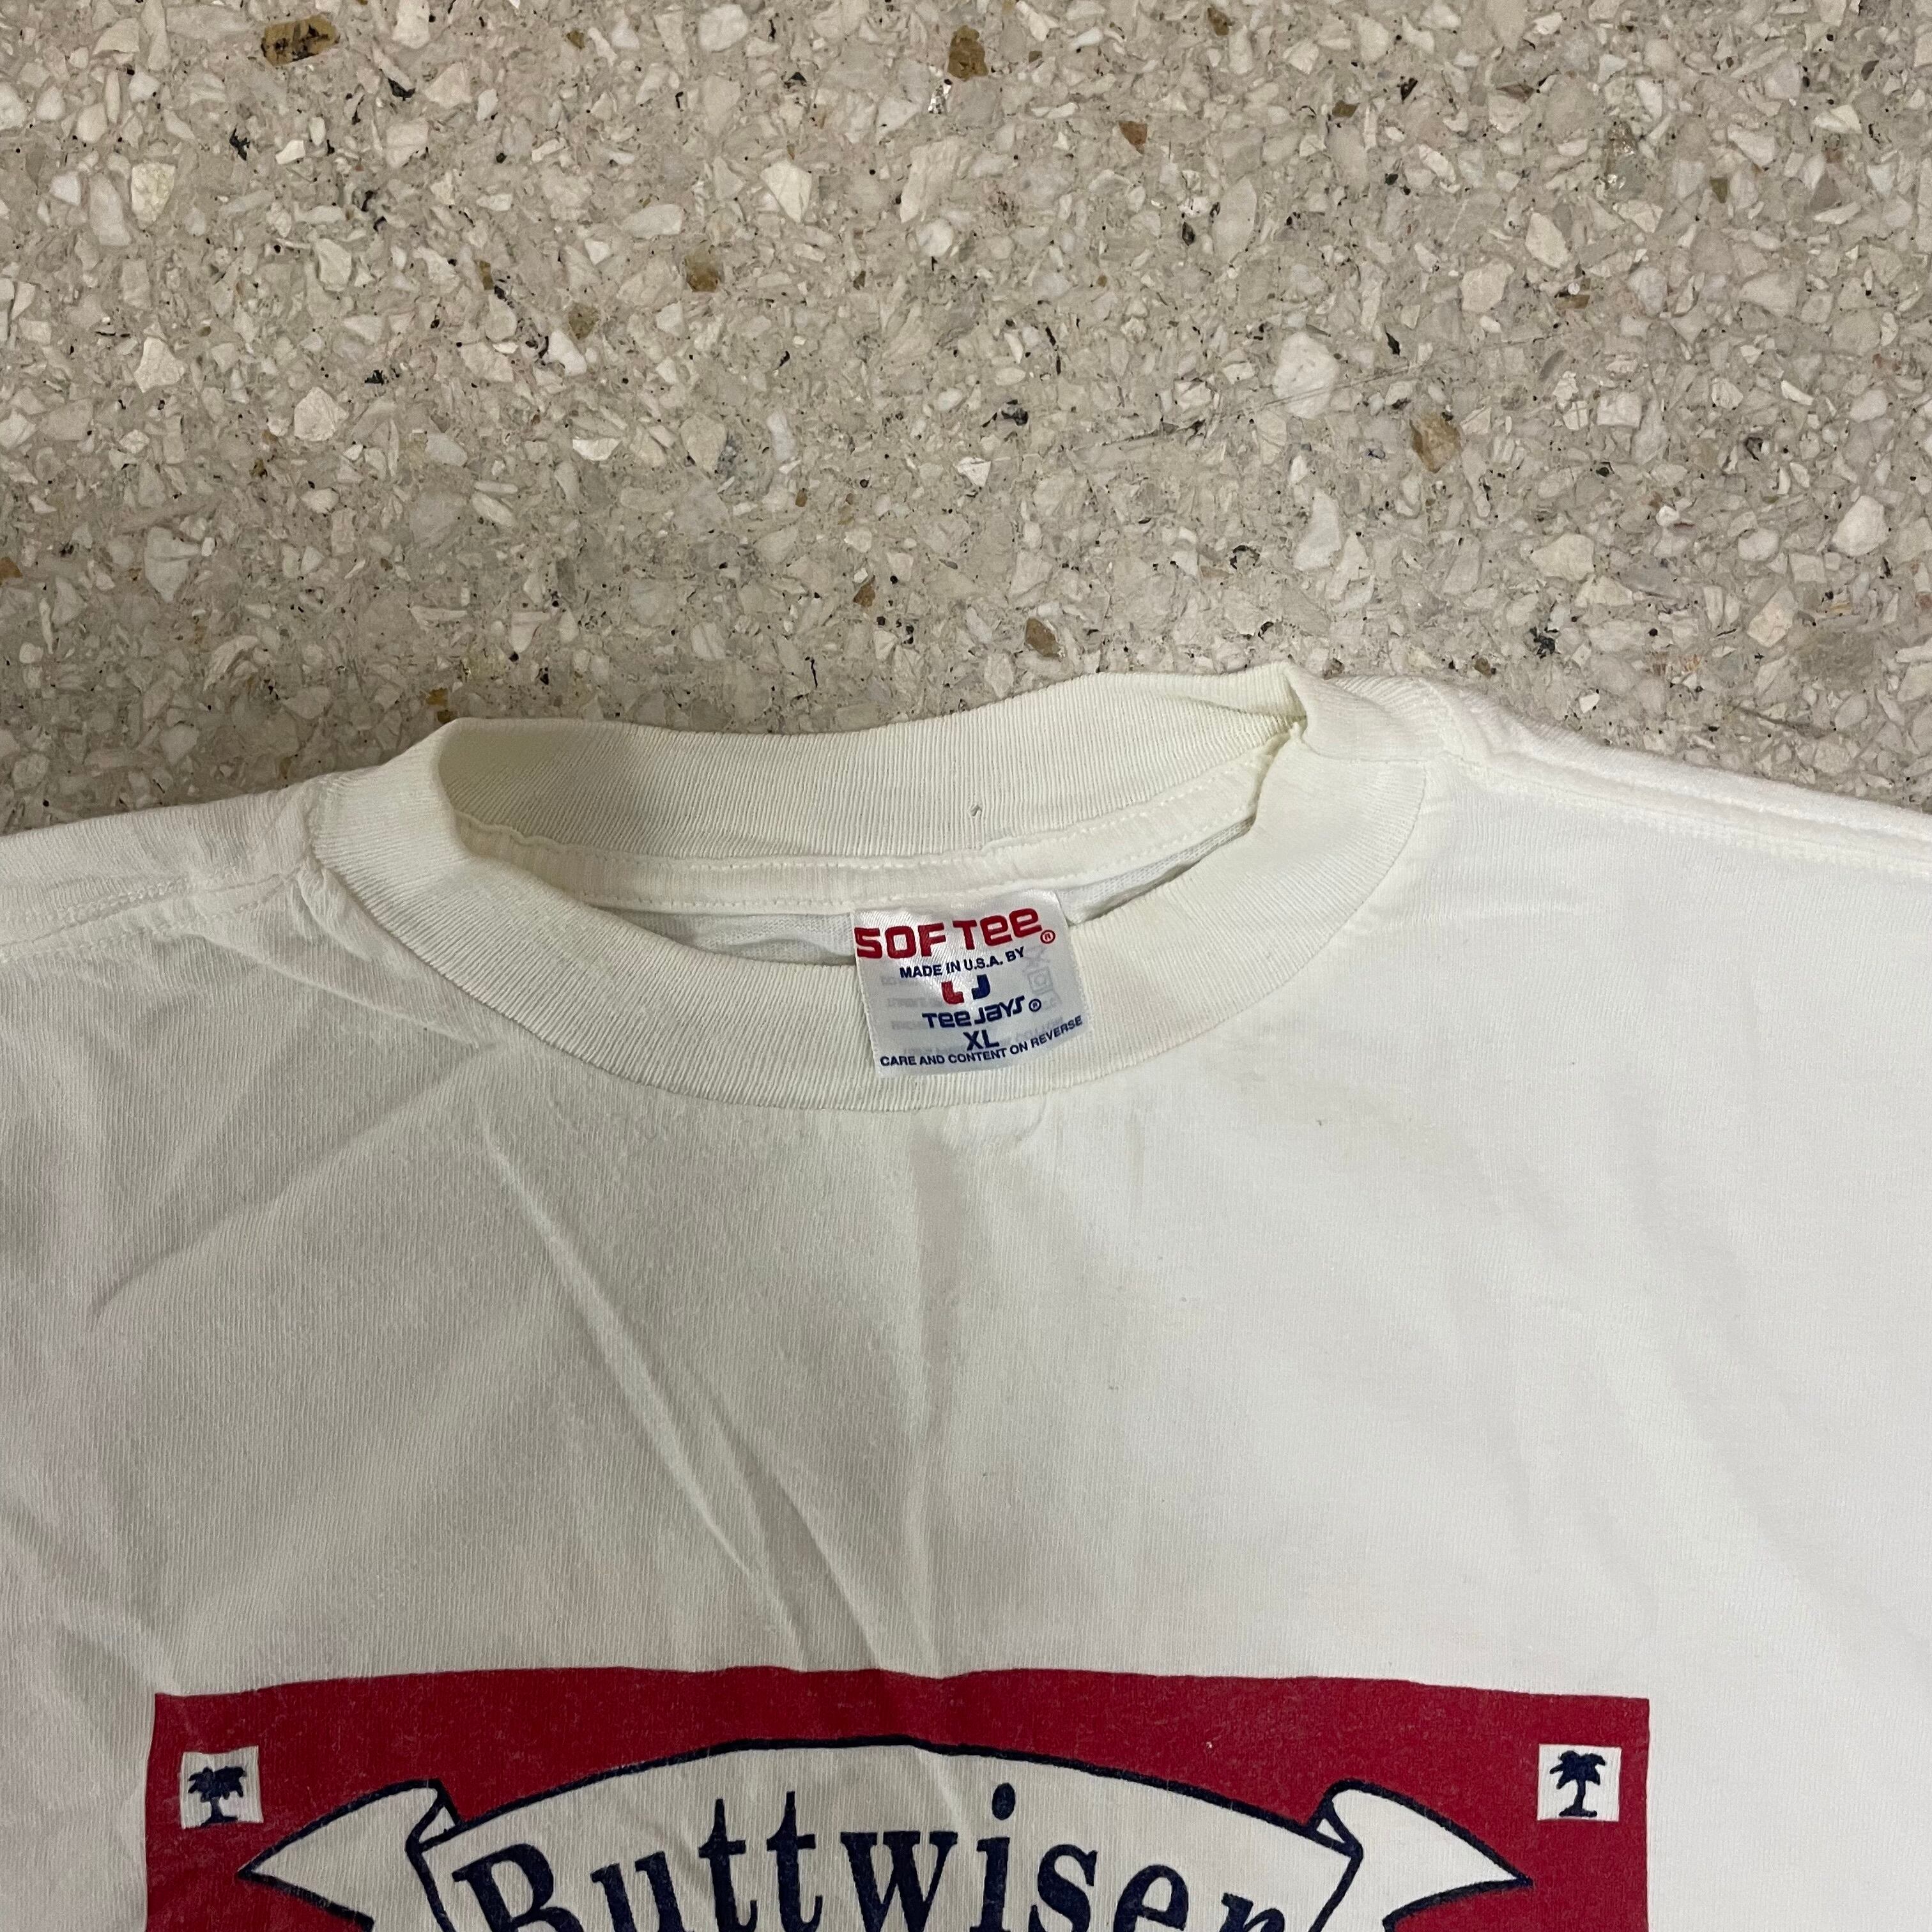 SOF TEE®
MADE IN U.S.A. BY
TEE JAYS®
XL
CARE AND CONTENT ON REVERSE
Buttwiser